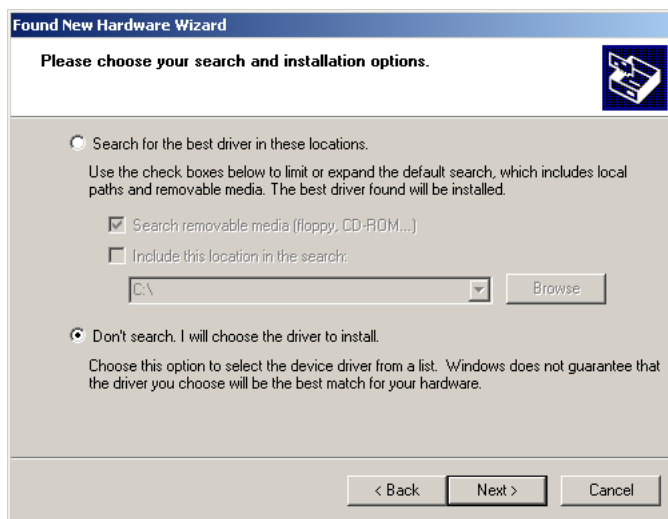 Found New Hardware Wizard
Please choose your search and installation options.
Search for the best driver in these locations.
Use the check boxes below to limit or expand the default search, which includes local
paths and removable media. The best driver found will be installed.
Search removable media (floppy, CD-ROM...)
Include this location in the search:
C:\
Browse
Don't search. I will choose the driver to install.
Choose this option to select the device driver from a list. Windows does not guarantee that
the driver you choose will be the best match for your hardware.
< Back
Next >
Cancel